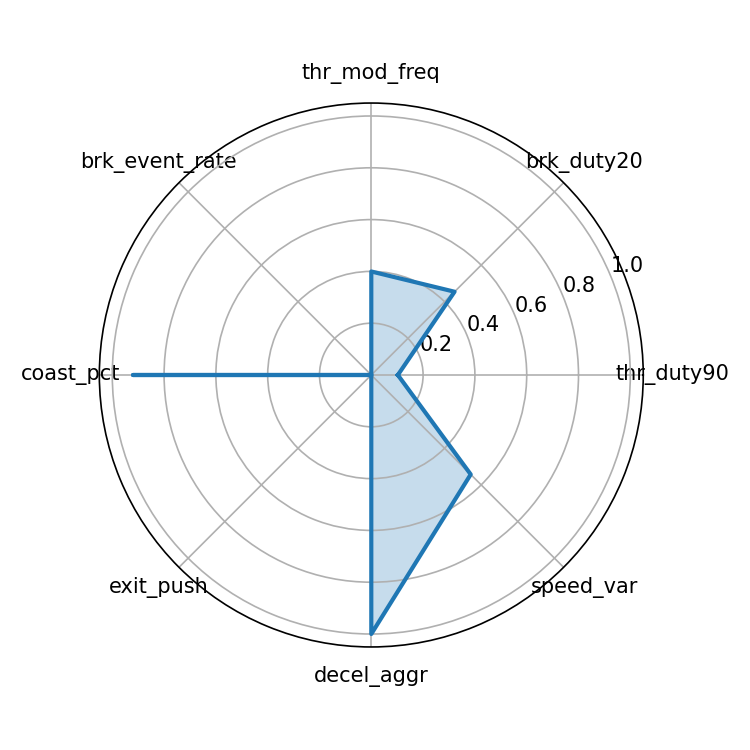 thr_mod_freq
brk_event_rate
brk_duty20
1.0
0.8
0.6
0.4
0.2
coast_pct
thr_duty90
exit_push
speed_var
decel_aggr